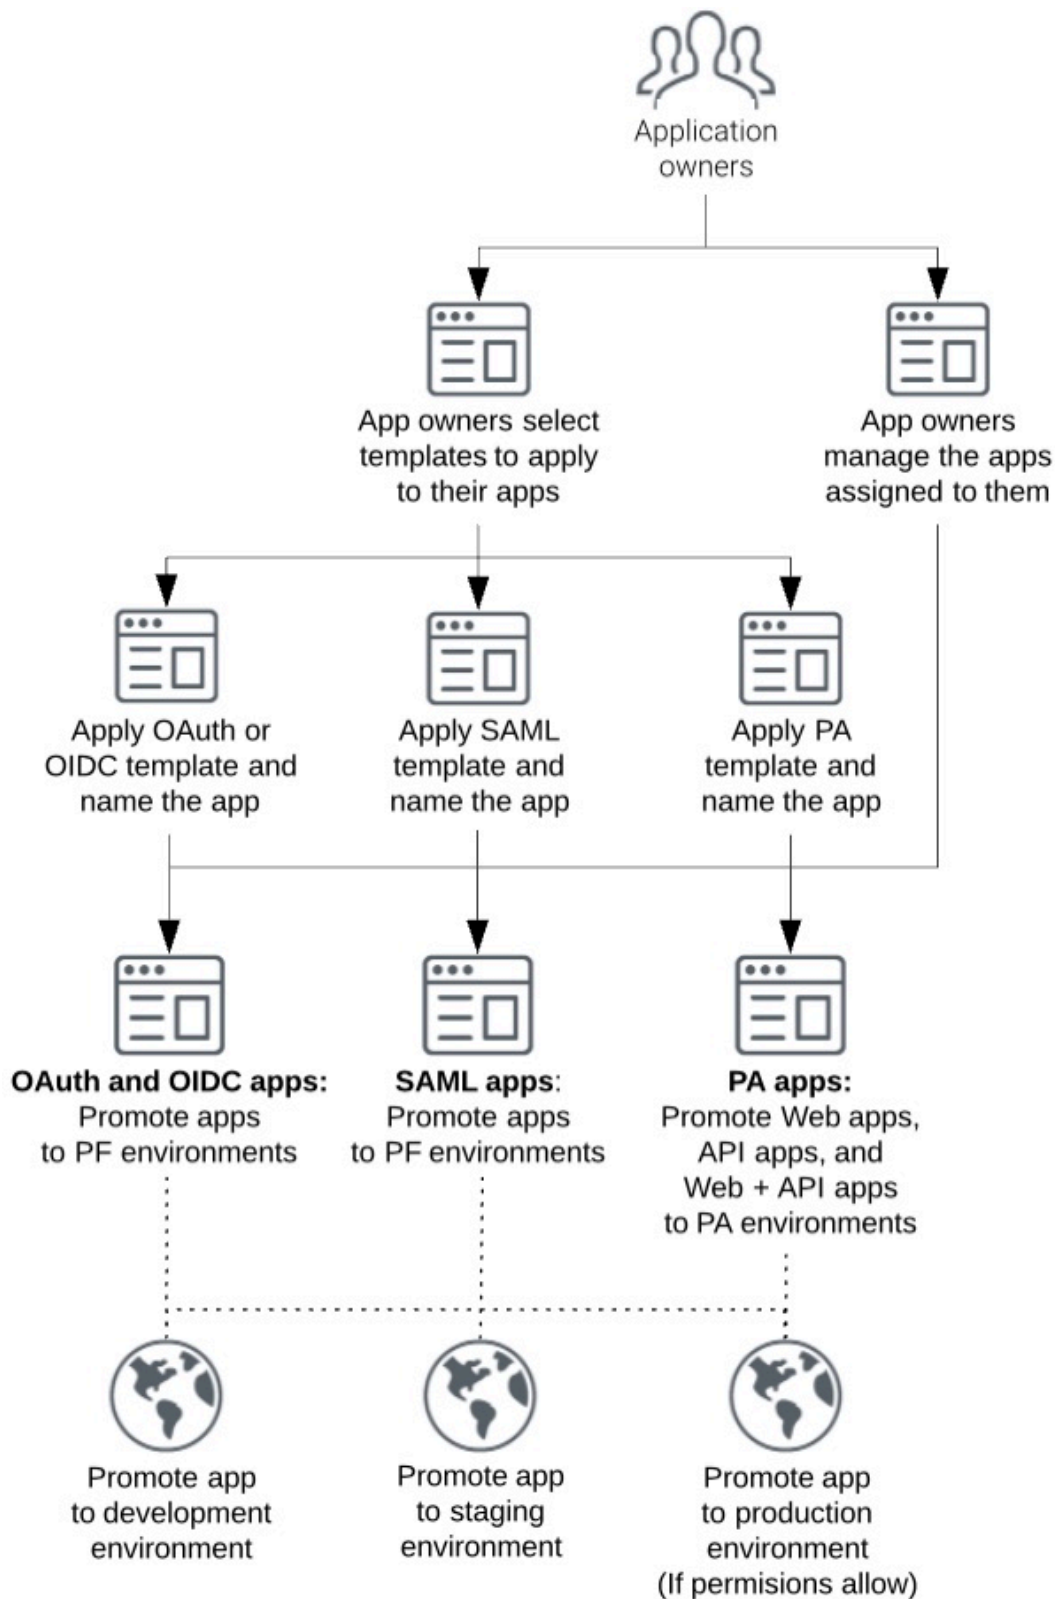 Application
owners
App owners select
templates to apply
to their apps
App owners
manage the apps
assigned to them
Apply OAuth or
OIDC template and
name the app
Apply SAML
template and
name the app
Apply PA
template and
name the app
OAuth and OIDC apps:
Promote apps
to PF environments
SAML apps:
Promote apps
to PF environments
PA apps:
Promote Web apps,
API apps, and
Web + API apps
to PA environments
Promote app
to development
environment
Promote app
to staging
environment
Promote app
to production
environment
(If permisions allow)